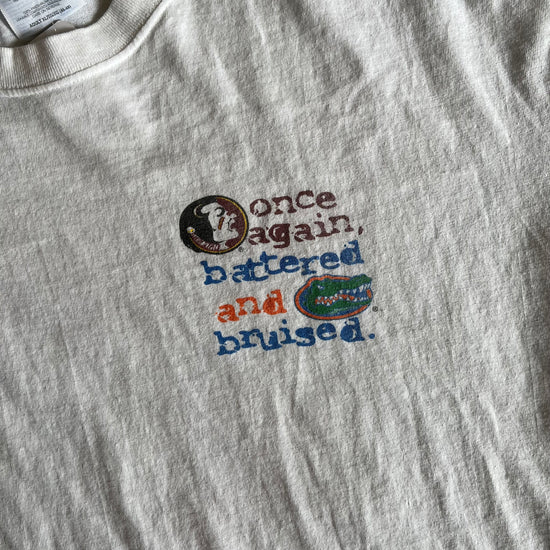 once
again,
battered
and
bruised.